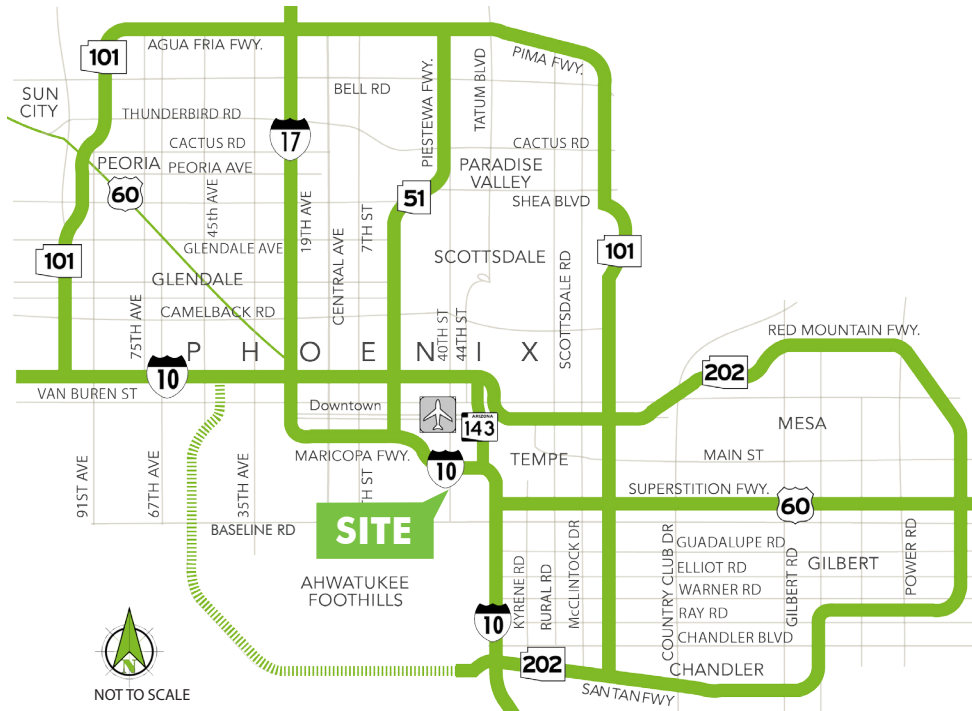 AGUA FRIA FWY.
PIMA FWY.
101
SUN
CITY
BELL RD
PIESTEWA FWY.
TATUM BLVD
THUNDERBIRD RD
17
CACTUS RD
CACTUS RD
PEORIA
PEORIA AVE
PARADISE
VALLEY
60
45th AVE
19TH AVE
7TH ST
51
SHEA BLVD
101
GLENDALE AVE
CENTRAL AVE
SCOTTSDALE
101
GLENDALE
SCOTTSDALE RD
75TH AVE
CAMELBACK RD
40TH ST
44TH ST
RED MOUNTAIN FWY.
PHOENIX
10
202
VAN BUREN ST
Downtown
ARIZONA
143
MESA
91ST AVE
67TH AVE
35TH AVE
MARICOPA FWY.
10
TEMPE
MAIN ST
TH ST
SUPERSTITION FWY.
60
BASELINE RD
SITE
KYRENE RD
RURAL RD
McCLINTOCK DR
COUNTRY CLUB DR
GUADALUPE RD
GILBERT RD
GILBERT
POWER RD
ELLIOT RD
AHWATUKEE
FOOTHILLS
WARNER RD
10
RAY RD
CHANDLER BLVD
N
202
CHANDLER
SAN TAN FWY
NOT TO SCALE